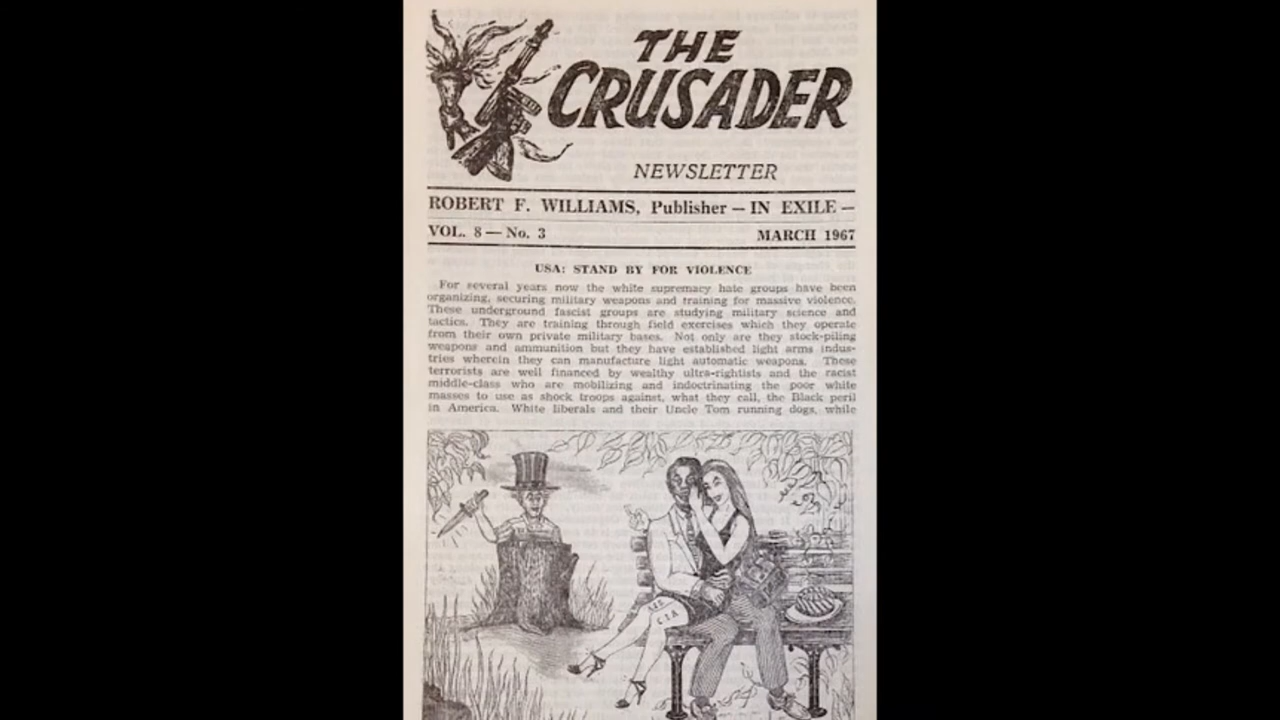 THE
CRUSADER
NEWSLETTER
ROBERT F. WILLIAMS, Publisher — IN EXILE —
VOL. 8 — No. 3 MARCH 1967
USA: STAND BY FOR VIOLENCE
For several years now the white supremacy hate groups have been
organizing, securing military weapons and training for massive violence.
These underground fascist groups are studying military science and
tactics. They are training through field exercises which they operate
from their own private military bases. Not only are they stock-piling
weapons and ammunition but they have established light arms indus-
tries wherein they can manufacture light automatic weapons. These
terrorists are well financed by wealthy ultra-rightists and the racist
middle-class who are mobilizing and indoctrinating the poor white
masses to use as shock troops against, what they call, the Black peril
in America. White liberals and their Uncle Tom running dogs, while
CIA